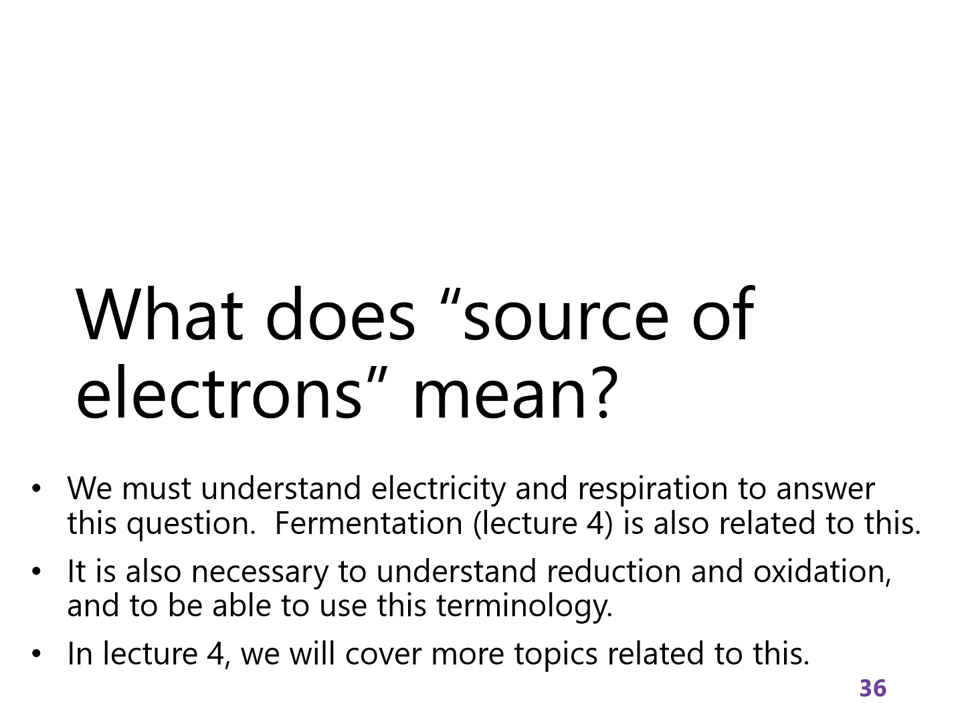 What does “source of
electrons” mean?
• We must understand electricity and respiration to answer
this question.  Fermentation (lecture 4) is also related to this.
• It is also necessary to understand reduction and oxidation,
and to be able to use this terminology.
• In lecture 4, we will cover more topics related to this.
36